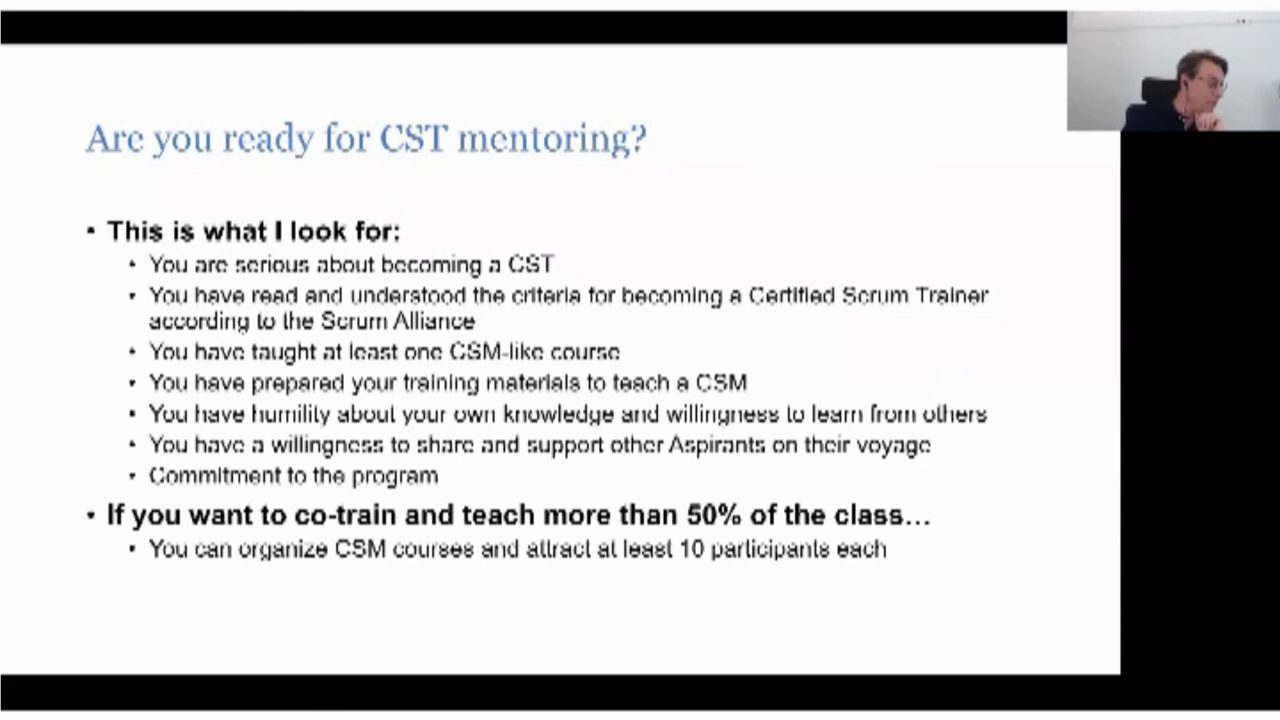 Are you ready for CST mentoring?
• This is what I look for:
• You are serious about becoming a CST
• You have read and understood the criteria for becoming a Certified Scrum Trainer
according to the Scrum Alliance
• You have taught at least one CSM-like course
• You have prepared your training materials to teach a CSM
• You have humility about your own knowledge and willingness to learn from others
• You have a willingness to share and support other Aspirants on their voyage
• Commitment to the program
• If you want to co-train and teach more than 50% of the class...
• You can organize CSM courses and attract at least 10 participants each